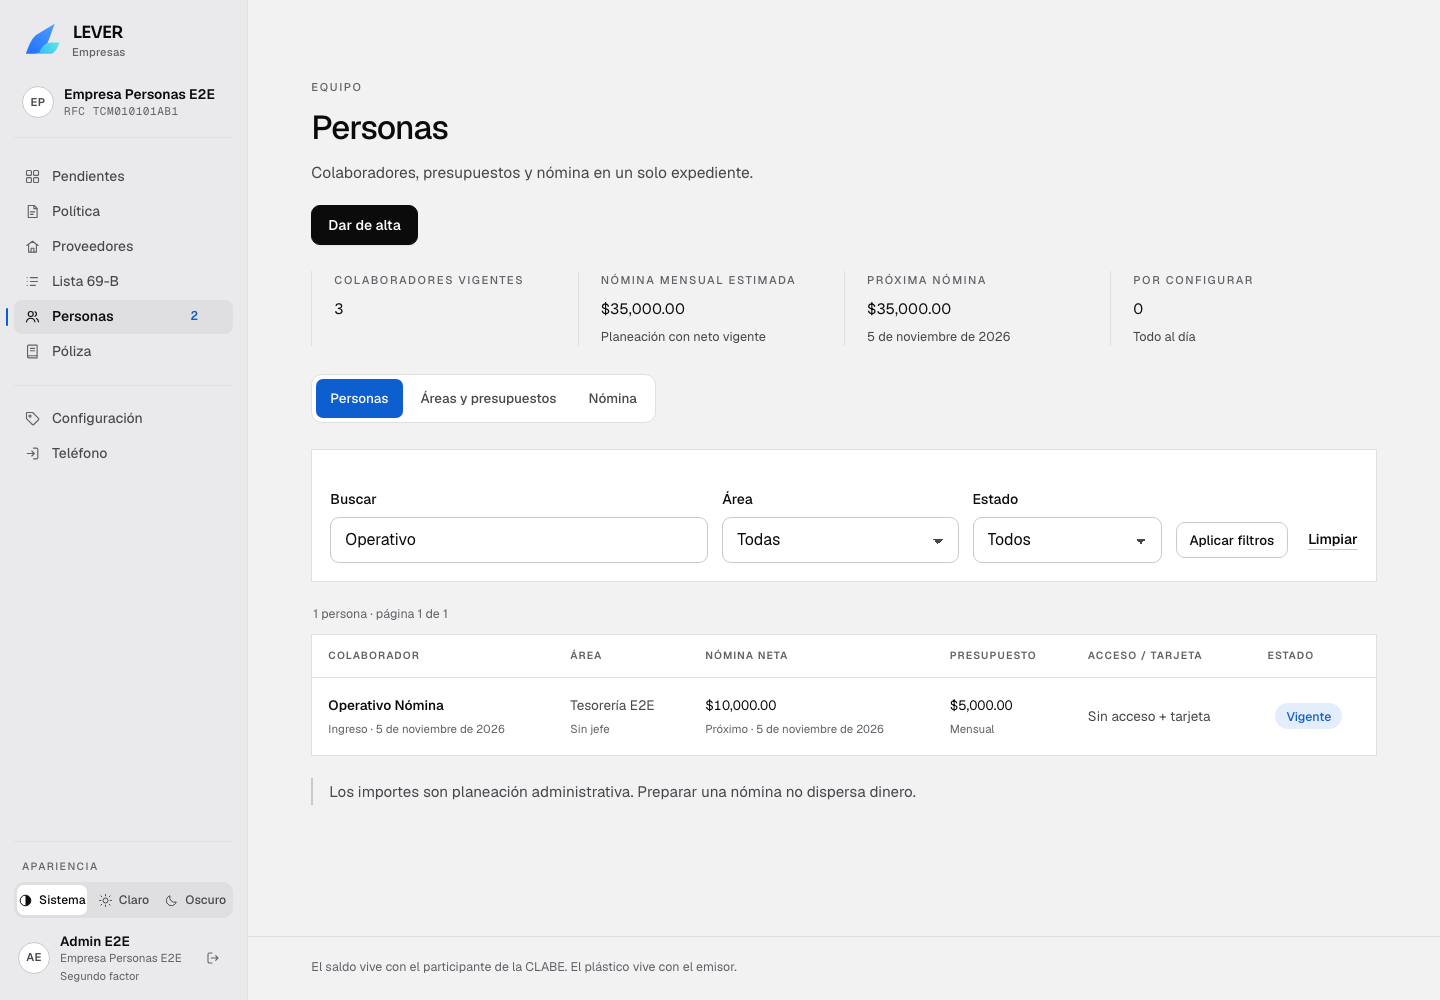 LEVER
Empresas
EP
Empresa Personas E2E
RFC TCM010101AB1
Pendientes
Política
Proveedores
Lista 69-B
Personas 2
Póliza
Configuración
Teléfono
APARIENCIA
Sistema Claro Oscuro
AE
Admin E2E
Empresa Personas E2E
Segundo factor
EQUIPO
Personas
Colaboradores, presupuestos y nómina en un solo expediente.
Dar de alta
COLABORADORES VIGENTES
3
NÓMINA MENSUAL ESTIMADA
$35,000.00
Planeación con neto vigente
PRÓXIMA NÓMINA
$35,000.00
5 de noviembre de 2026
POR CONFIGURAR
0
Todo al día
Personas Áreas y presupuestos Nómina
Buscar Área Estado
Operativo Todas Todos Aplicar filtros Limpiar
1 persona · página 1 de 1
COLABORADOR ÁREA NÓMINA NETA PRESUPUESTO ACCESO / TARJETA ESTADO
Operativo Nómina Tesorería E2E $10,000.00 $5,000.00 Sin acceso + tarjeta Vigente
Ingreso · 5 de noviembre de 2026 Sin jefe Próximo · 5 de noviembre de 2026 Mensual
Los importes son planeación administrativa. Preparar una nómina no dispersa dinero.
El saldo vive con el participante de la CLABE. El plástico vive con el emisor.